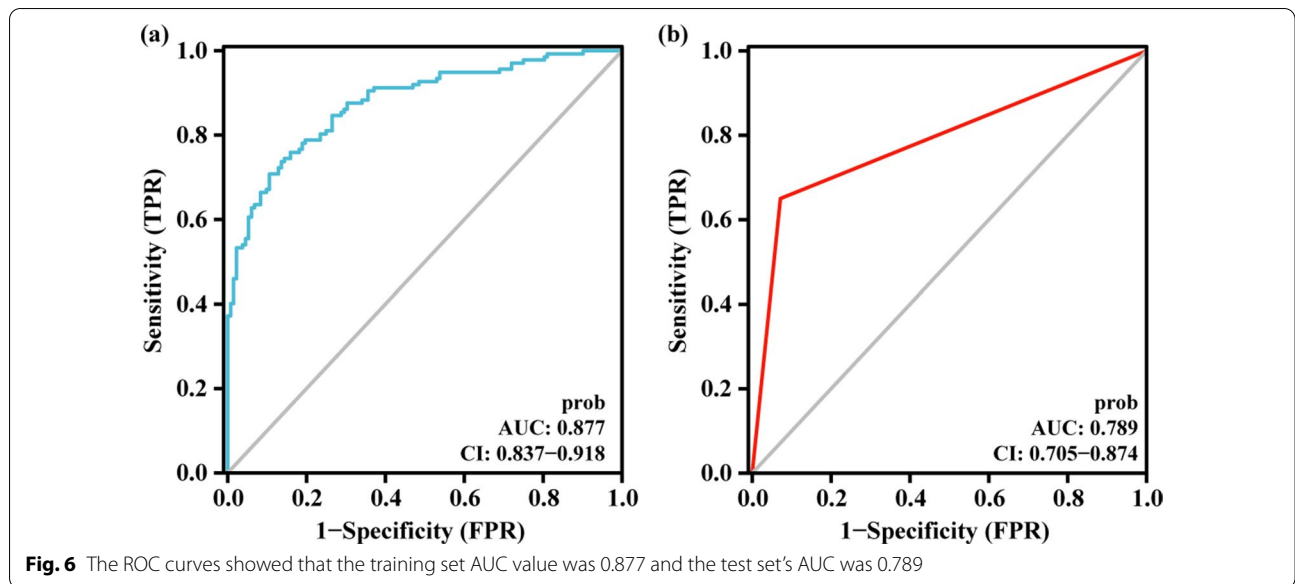 (a)
1.0
0.8
0.6
0.4
0.2
0.0
Sensitivity (TPR)
prob
AUC: 0.877
CI: 0.837−0.918
0.0 0.2 0.4 0.6 0.8 1.0
1−Specificity (FPR)
(b)
1.0
0.8
0.6
0.4
0.2
0.0
Sensitivity (TPR)
prob
AUC: 0.789
CI: 0.705−0.874
0.0 0.2 0.4 0.6 0.8 1.0
1−Specificity (FPR)
Fig. 6 The ROC curves showed that the training set AUC value was 0.877 and the test set’s AUC was 0.789